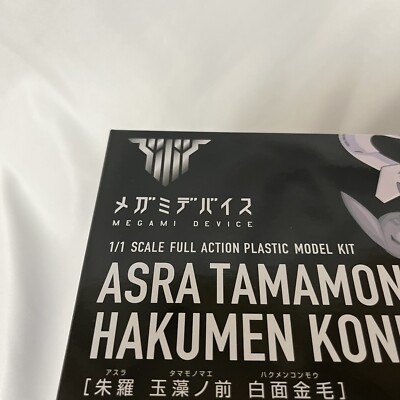 メガミデバイス
MEGAMI DEVICE
1/1 SCALE FULL ACTION PLASTIC MODEL KIT
ASRA TAMAMON
HAKUMEN KON
アスラ タマモノマエ ハクメンコンモウ
[朱羅 玉藻ノ前 白面金毛]